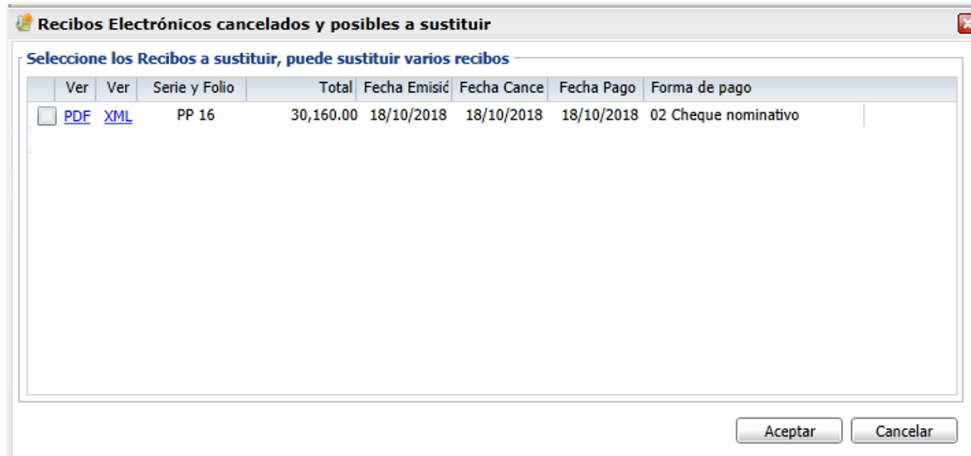 Recibos Electrónicos cancelados y posibles a sustituir
Seleccione los Recibos a sustituir, puede sustituir varios recibos
Ver Ver Serie y Folio Total Fecha Emisió Fecha Cance Fecha Pago Forma de pago
PDF XML PP 16 30,160.00 18/10/2018 18/10/2018 18/10/2018 02 Cheque nominativo
Aceptar Cancelar